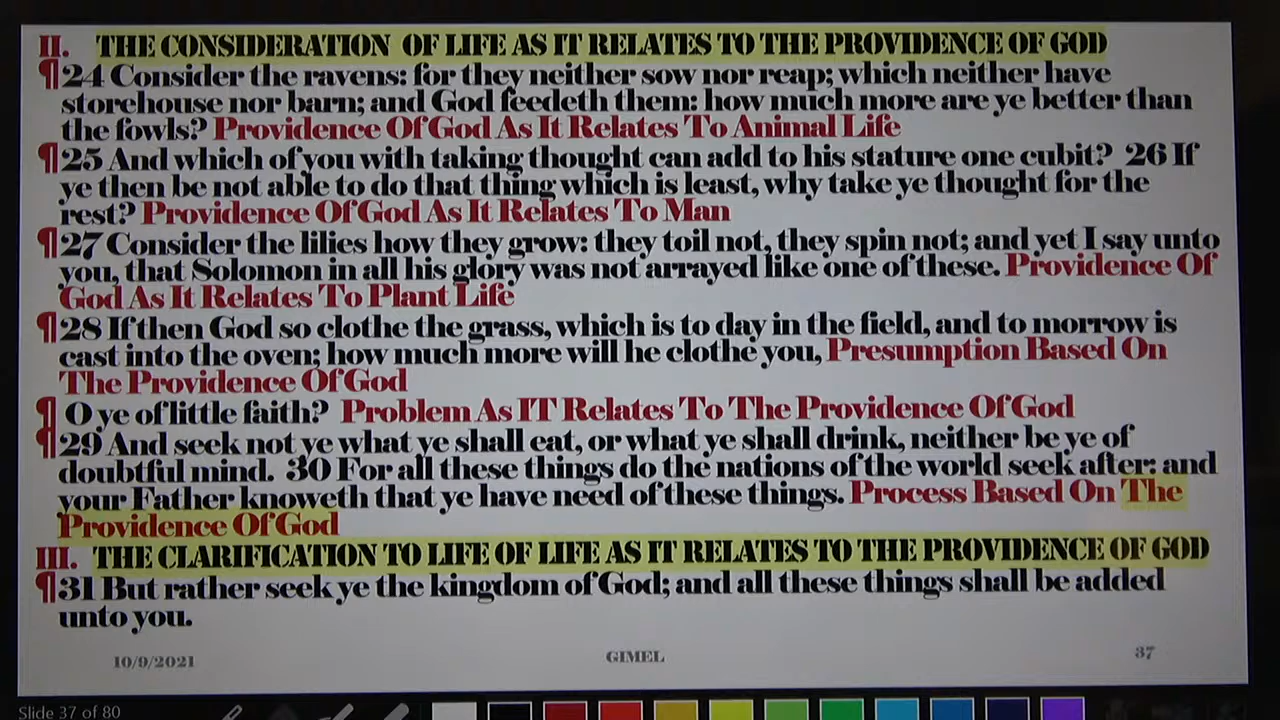 II. THE CONSIDERATION OF LIFE AS IT RELATES TO THE PROVIDENCE OF GOD
¶24 Consider the ravens: for they neither sow nor reap; which neither have
storehouse nor barn; and God feedeth them: how much more are ye better than
the fowls? Providence Of God As It Relates To Animal Life
¶25 And which of you with taking thought can add to his stature one cubit? 26 If
ye then be not able to do that thing which is least, why take ye thought for the
rest? Providence Of God As It Relates To Man
¶27 Consider the lilies how they grow: they toil not, they spin not; and yet I say unto
you, that Solomon in all his glory was not arrayed like one of these. Providence Of
God As It Relates To Plant Life
¶28 If then God so clothe the grass, which is to day in the field, and to morrow is
cast into the oven; how much more will he clothe you, Presumption Based On
The Providence Of God
¶ O ye of little faith? Problem As IT Relates To The Providence Of God
¶29 And seek not ye what ye shall eat, or what ye shall drink, neither be ye of
doubtful mind. 30 For all these things do the nations of the world seek after: and
your Father knoweth that ye have need of these things. Process Based On The
Providence Of God
III. THE CLARIFICATION TO LIFE OF LIFE AS IT RELATES TO THE PROVIDENCE OF GOD
¶31 But rather seek ye the kingdom of God; and all these things shall be added
unto you.
10/9/2021 GIMEL 37
Slide 37 of 80